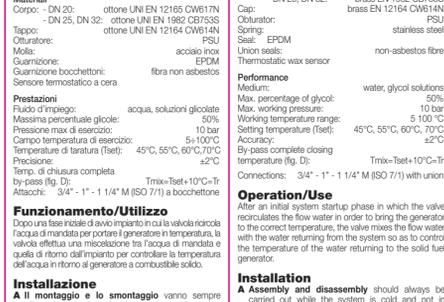 Materiali
Corpo: - DN 20: ottone UNI EN 12165 CW617N
- DN 25, DN 32: ottone UNI EN 1982 CB753S
Tappo: ottone UNI EN 12164 CW614N
Otturatore: PSU
Molla: acciaio inox
Guarnizione: EPDM
Guarnizione bocchettoni: fibra non asbestos
Sensore termostatico a cera
Prestazioni
Fluido d'impiego: acqua, soluzioni glicolate
Massima percentuale glicole: 50%
Pressione max di esercizio: 10 bar
Campo temperatura di esercizio: 5÷100°C
Temperature di taratura (Tset): 45°C, 55°C, 60°C,70°C
Precisione: ±2°C
Temp. di chiusura completa
by-pass (fig. D): Tmix=Tset+10°C=Tr
Attacchi: 3/4" - 1" - 1 1/4" M (ISO 7/1) a bocchettone
Funzionamento/Utilizzo
Dopo una fase iniziale di avvio impianto in cui la valvola ricircola
l'acqua di mandata per portare il generatore in temperatura, la
valvola effettua una miscelazione tra l'acqua di mandata e
quella di ritorno dall'impianto per controllare la temperatura
dell'acqua in ritorno al generatore a combustibile solido.
Installazione
A Il montaggio e lo smontaggio vanno sempre
Cap: brass EN 12164 CW614N
Obturator: PSU
Spring: stainless steel
Seal: EPDM
Union seals: non-asbestos fibre
Thermostatic wax sensor
Performance
Medium: water, glycol solutions
Max. percentage of glycol: 50%
Max. working pressure: 10 bar
Working temperature range: 5 100 °C
Setting temperature (Tset): 45°C, 55°C, 60°C, 70°C
Accuracy: ±2°C
By-pass complete closing
temperature (fig. D): Tmix=Tset+10°C=Tr
Connections: 3/4" - 1" - 1 1/4" M (ISO 7/1) with union
Operation/Use
After an initial system startup phase in which the valve
recirculates the flow water in order to bring the generator
to the correct temperature, the valve mixes the flow water
with the water returning from the system so as to control
the temperature of the water returning to the solid fuel
generator.
Installation
A Assembly and disassembly should always be
carried out while the system is cold and not in